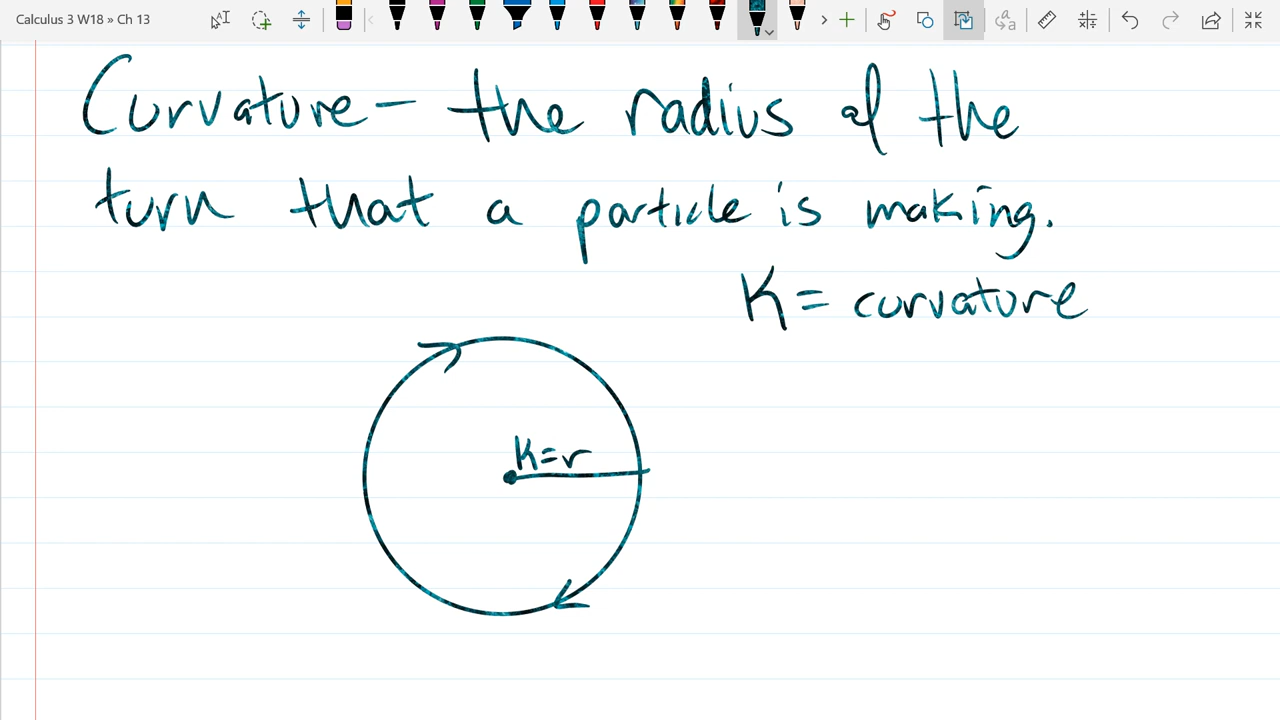 Calculus 3 W18 » Ch 13
Curvature - the radius of the
turn that a particle is making.
K = curvature
K=r